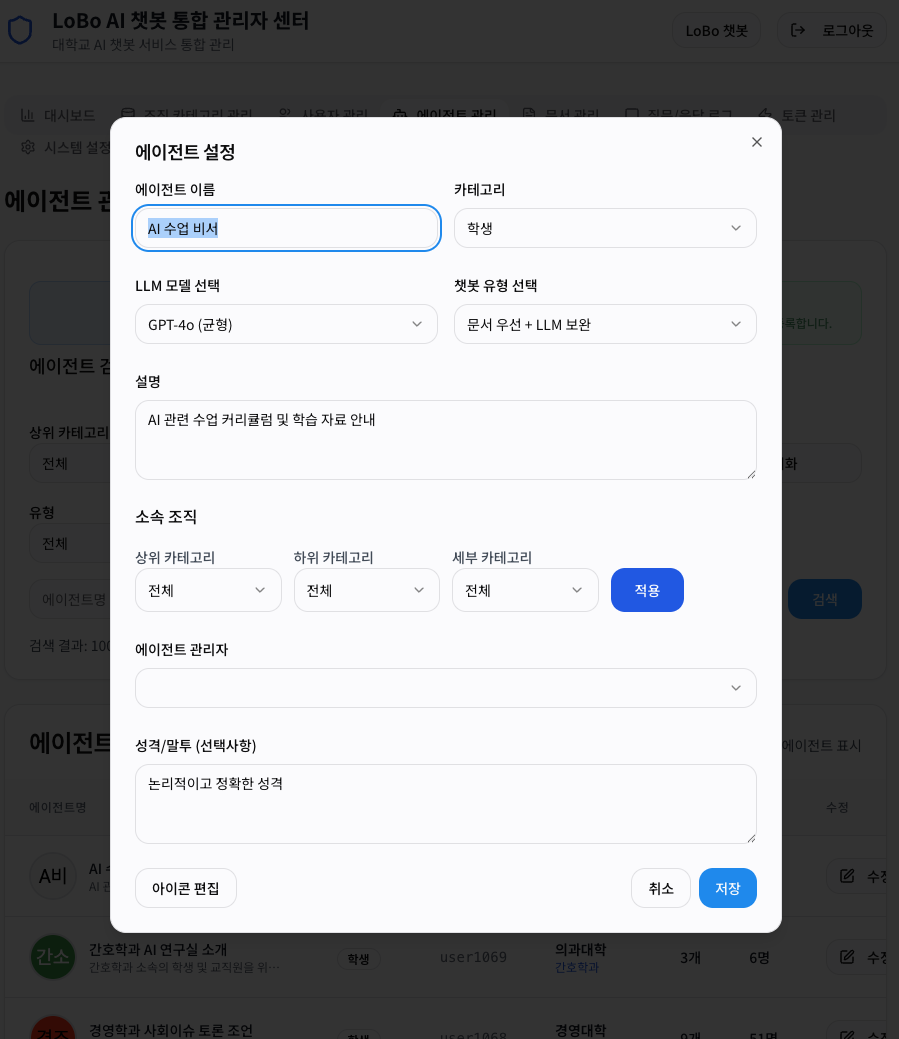 LoBo AI 챗봇 통합 관리자 센터
대학교 AI 챗봇 서비스 통합 관리
LoBo 챗봇
로그아웃
대시보드
조직 카테고리 관리
사용자 관리
에이전트 관리
문서 관리
질문/응답 로그
토큰 관리
시스템 설정
에이전트 관
에이전트 설정
에이전트 이름
카테고리
AI 수업 비서
학생
LLM 모델 선택
챗봇 유형 선택
GPT-4o (균형)
문서 우선 + LLM 보완
록합니다.
에이전트 검
설명
AI 관련 수업 커리큘럼 및 학습 자료 안내
상위 카테고리
전체
화
유형
전체
소속 조직
상위 카테고리
하위 카테고리
세부 카테고리
전체
전체
전체
적용
에이전트명
검색
검색 결과: 100
에이전트 관리자
에이전트
에이전트 표시
성격/말투 (선택사항)
논리적이고 정확한 성격
에이전트명
수정
A비
AI
AI 관
수정
아이콘 편집
취소
저장
간소
간호학과 AI 연구실 소개
간호학과 소속의 학생 및 교직원을 위…
학생
user1069
의과대학
간호학과
3개
6명
수정
경조
경영학과 사회이슈 토론 조언
학생
user1068
경영대학
9개
51명
수정